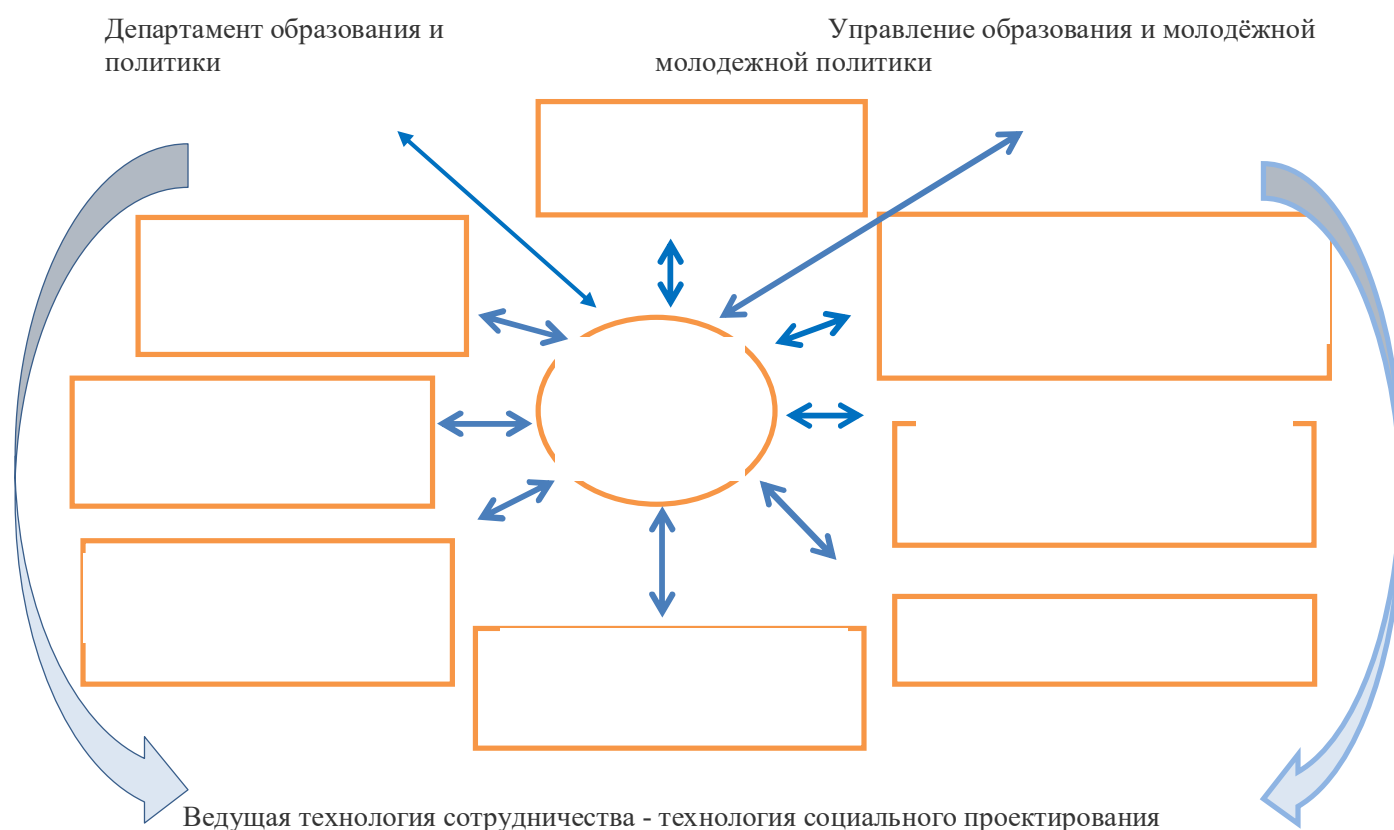 Департамент образования и Управление образования и молодёжной
политики молодежной политики
Ведущая технология сотрудничества - технология социального проектирования